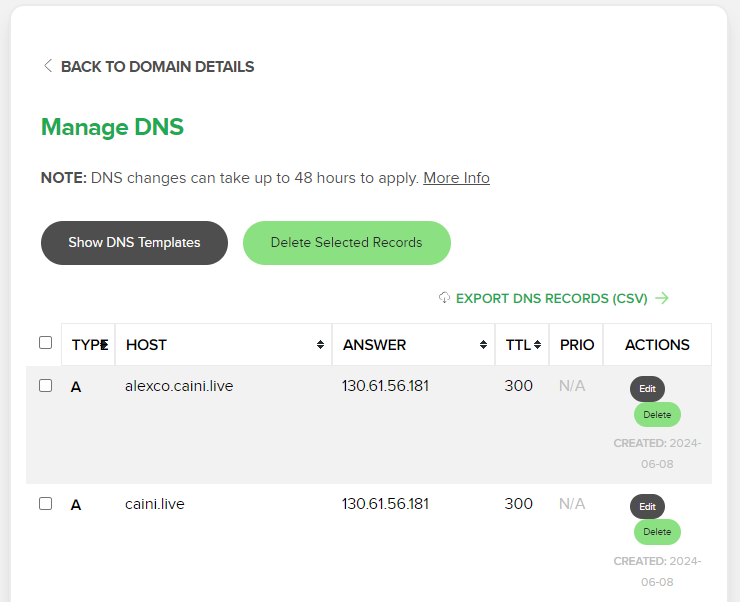 BACK TO DOMAIN DETAILS
Manage DNS
NOTE: DNS changes can take up to 48 hours to apply. More Info
Show DNS Templates Delete Selected Records
EXPORT DNS RECORDS (CSV)
TYPE HOST ANSWER TTL PRIO ACTIONS
A alexco.caini.live 130.61.56.181 300 N/A Edit
Delete
CREATED: 2024-
06-08
A caini.live 130.61.56.181 300 N/A Edit
Delete
CREATED: 2024-
06-08